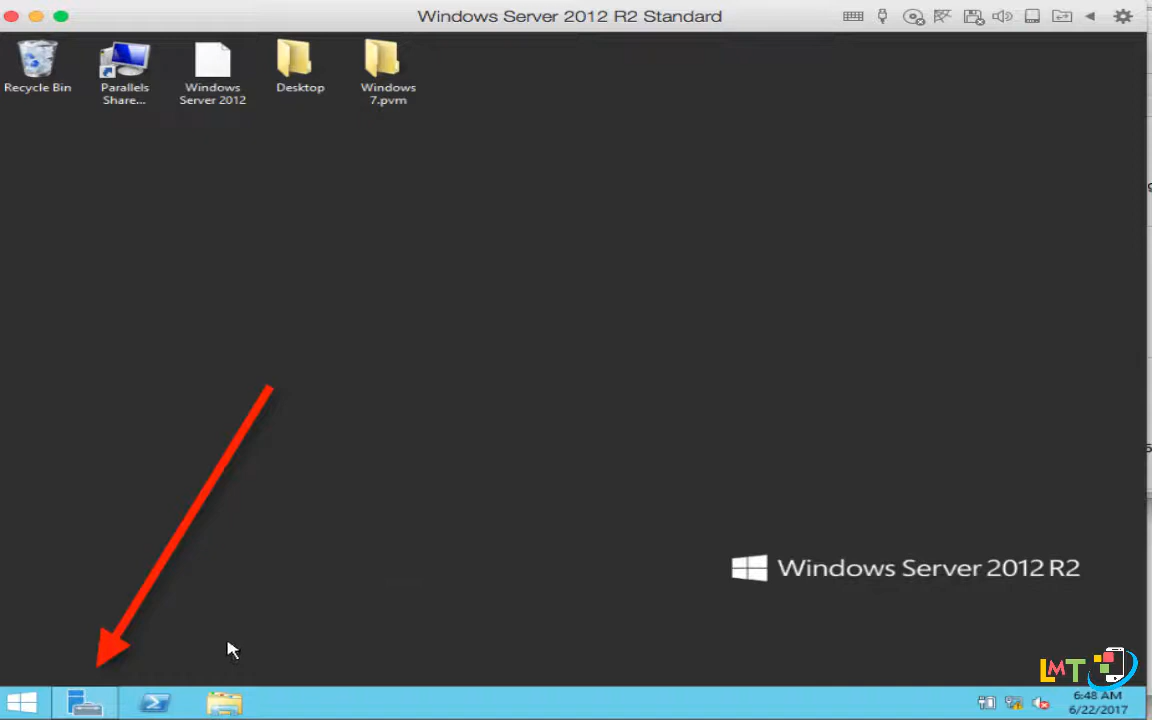 Windows Server 2012 R2 Standard
Recycle Bin
Parallels
Share...
Windows
Server 2012
Desktop
Windows
7.pvm
Windows Server 2012 R2
LMT
6:48 AM
6/22/2017